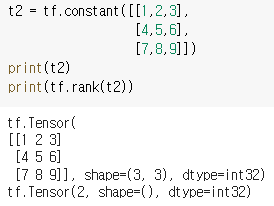 t2 = tf.constant([[1,2,3],
[4,5,6],
[7,8,9]])
print(t2)
print(tf.rank(t2))
tf.Tensor(
[[1 2 3]
[4 5 6]
[7 8 9]], shape=(3, 3), dtype=int32)
tf.Tensor(2, shape=(), dtype=int32)